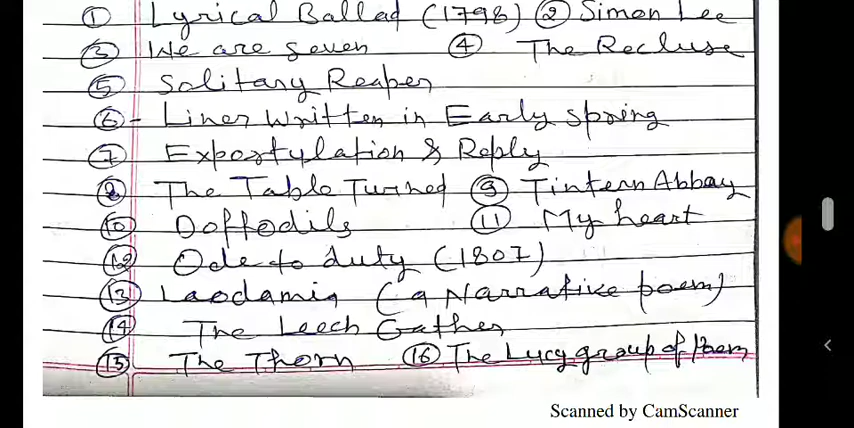 ① Lyrical Ballad (1798) ② Simon Lee
③ We are seven ④ The Recluse
⑤ Solitary Reaper
⑥ - Lines Written in Early spring
⑦ Expostylation & Reply
⑧ The Table Turned ⑨ Tintern Abbay
⑩ Doffodils ⑪ My heart
⑫ Ode to duty (1807)
⑬ Laodamia (a Narrative poem)
⑭ The Leech Gather
⑮ The Thorn ⑯ The Lucy group of Poem
Scanned by CamScanner